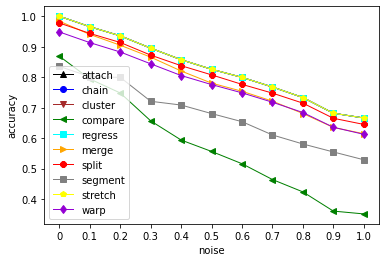 1.0
0.9
0.8
0.7
0.6
0.5
0.4
accuracy
attach
chain
cluster
compare
regress
merge
split
segment
stretch
warp
0 0.1 0.2 0.3 0.4 0.5 0.6 0.7 0.8 0.9 1.0
noise